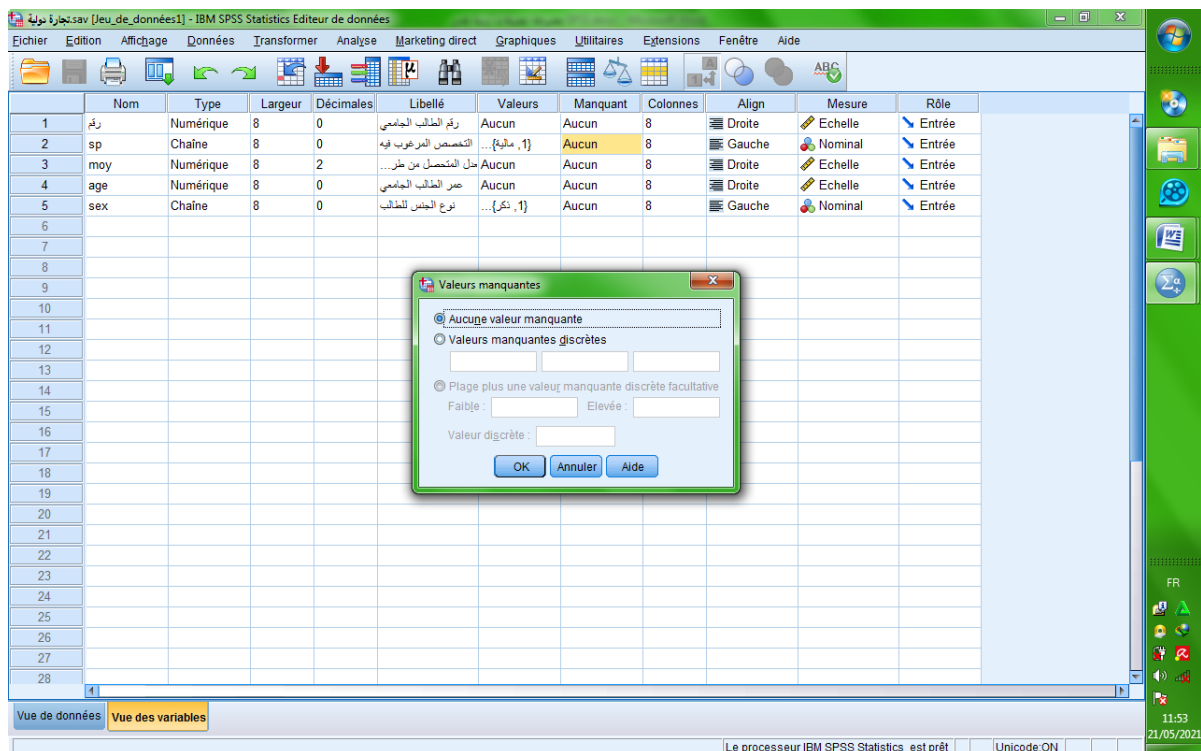 تجارة دولية.sav [Jeu_de_données1] - IBM SPSS Statistics Editeur de données
Fichier Edition Affichage Données Transformer Analyse Marketing direct Graphiques Utilitaires Extensions Fenêtre Aide
Nom Type Largeur Décimales Libellé Valeurs Manquant Colonnes Align Mesure Rôle
1 رقم Numérique 8 0 رقم الطالب الجامعي Aucun Aucun 8 Droite Echelle Entrée
2 sp Chaîne 8 0 التخصص المرغوب فيه {1, مالية}... Aucun 8 Gauche Nominal Entrée
3 moy Numérique 8 2 المتحصل من طر... Aucun Aucun 8 Droite Echelle Entrée
4 age Numérique 8 0 عمر الطالب الجامعي Aucun Aucun 8 Droite Echelle Entrée
5 sex Chaîne 8 0 نوع الجنس للطالب {1, ذكر}... Aucun 8 Gauche Nominal Entrée
6
7
8
9
10
11
12
13
14
15
16
17
18
19
20
21
22
23
24
25
26
27
28
Valeurs manquantes
Aucune valeur manquante
Valeurs manquantes discrètes
Plage plus une valeur manquante discrète facultative
Faible : Elevée :
Valeur discrète :
OK Annuler Aide
Vue de données Vue des variables
Le processeur IBM SPSS Statistics est prêt Unicode:ON
FR
11:53
21/05/2021